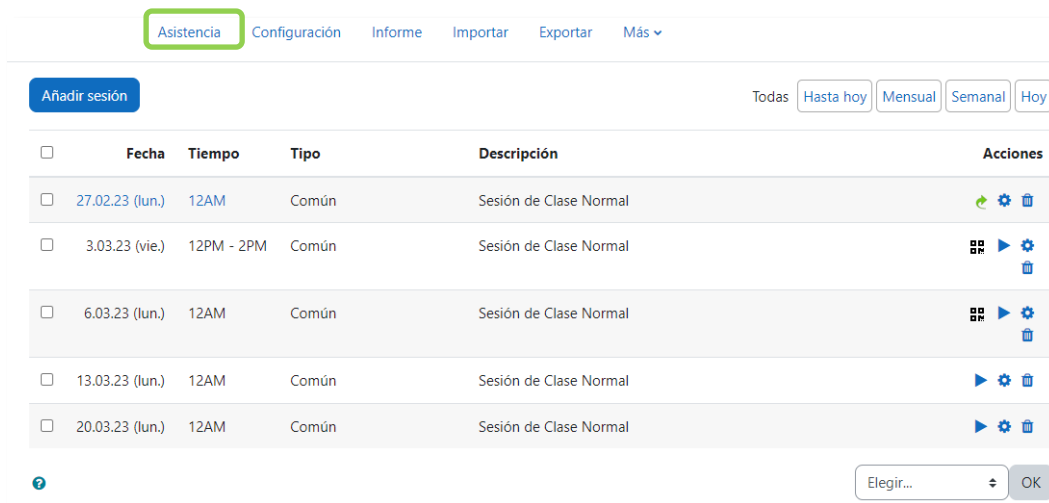 Asistencia Configuración Informe Importar Exportar Más
Añadir sesión Todas Hasta hoy Mensual Semanal Hoy
Fecha Tiempo Tipo Descripción Acciones
27.02.23 (lun.) 12AM Común Sesión de Clase Normal
3.03.23 (vie.) 12PM - 2PM Común Sesión de Clase Normal
6.03.23 (lun.) 12AM Común Sesión de Clase Normal
13.03.23 (lun.) 12AM Común Sesión de Clase Normal
20.03.23 (lun.) 12AM Común Sesión de Clase Normal
? Elegir... OK